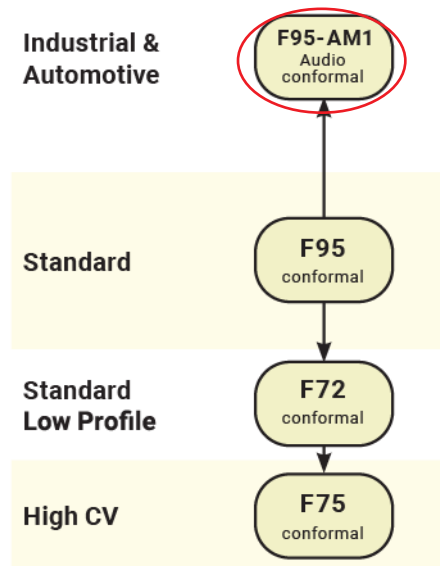 Industrial &
Automotive
F95-AM1
Audio
conformal
Standard
F95
conformal
Standard
Low Profile
F72
conformal
High CV
F75
conformal